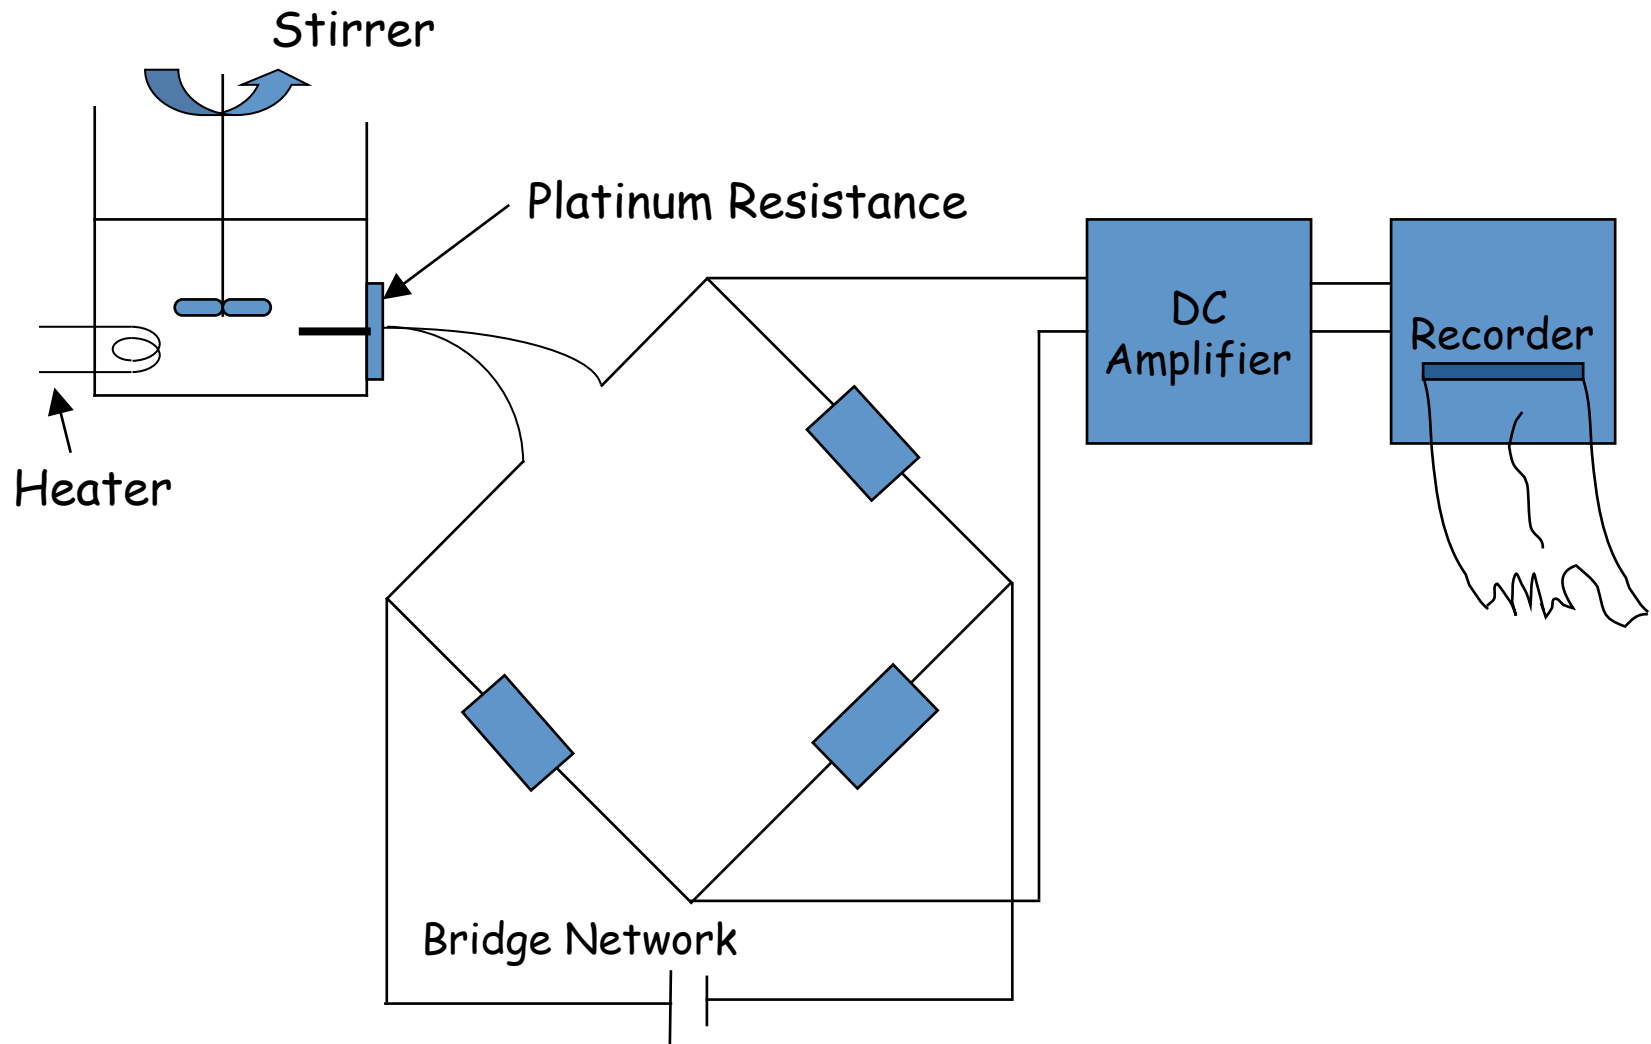 Stirrer
Platinum Resistance
DC
Amplifier
Recorder
Heater
Bridge Network